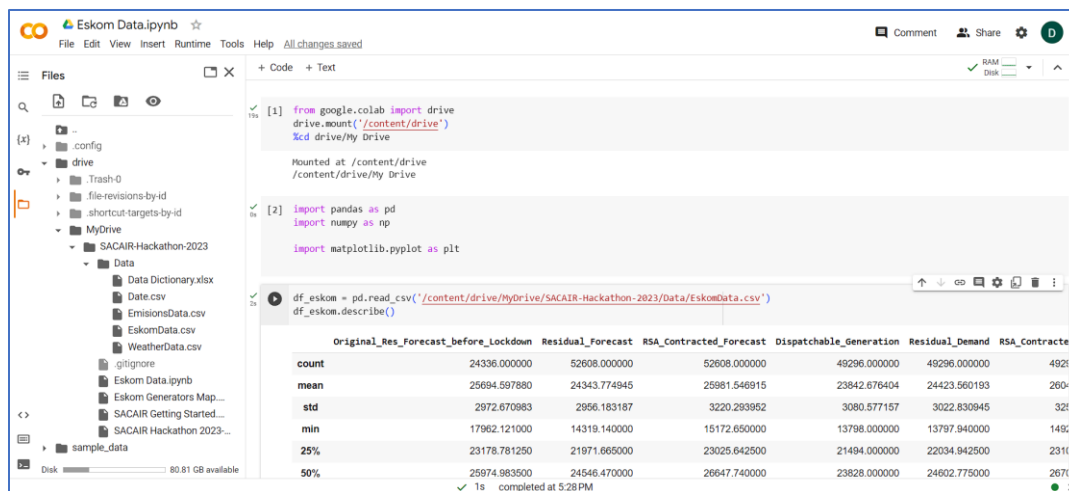 Eskom Data.ipynb
File Edit View Insert Runtime Tools Help All changes saved
Comment Share D
Files
+ Code + Text
RAM
Disk
..
.config
drive
.Trash-0
.file-revisions-by-id
.shortcut-targets-by-id
MyDrive
SACAIR-Hackathon-2023
Data
Data Dictionary.xlsx
Date.csv
EmisionsData.csv
EskomData.csv
WeatherData.csv
.gitignore
Eskom Data.ipynb
Eskom Generators Map....
SACAIR Getting Started....
SACAIR Hackathon 2023-...
sample_data
Disk 80.81 GB available
{x}
19s [1] from google.colab import drive
drive.mount('/content/drive')
%cd drive/My Drive
Mounted at /content/drive
/content/drive/My Drive
0s [2] import pandas as pd
import numpy as np
import matplotlib.pyplot as plt
2s df_eskom = pd.read_csv('/content/drive/MyDrive/SACAIR-Hackathon-2023/Data/EskomData.csv')
df_eskom.describe()
Original_Res_Forecast_before_Lockdown Residual_Forecast RSA_Contracted_Forecast Dispatchable_Generation Residual_Demand RSA_Contracte
count 24336.000000 52608.000000 52608.000000 49296.000000 49296.000000 4929
mean 25694.597880 24343.774945 25981.546915 23842.676404 24423.560193 2604
std 2972.670983 2956.183187 3220.293952 3080.577157 3022.830945 325
min 17962.121000 14319.140000 15172.650000 13798.000000 13797.940000 1492
25% 23178.781250 21971.665000 23025.642500 21494.000000 22034.942500 2310
50% 25974.983500 24546.470000 26647.740000 23828.000000 24602.775000 2670
1s completed at 5:28 PM